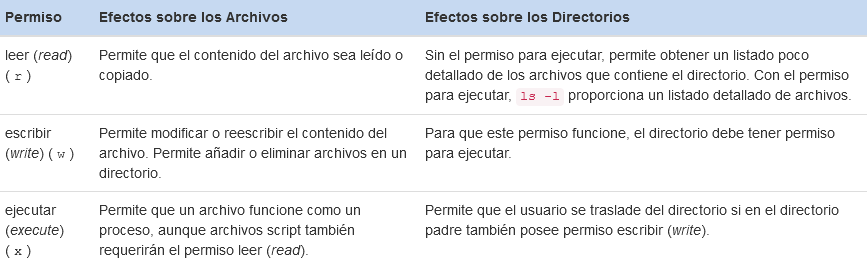 Permiso Efectos sobre los Archivos Efectos sobre los Directorios
leer (read) Permite que el contenido del archivo sea leído o Sin el permiso para ejecutar, permite obtener un listado poco
( r ) copiado. detallado de los archivos que contiene el directorio. Con el permiso
para ejecutar, ls -l proporciona un listado detallado de archivos.
escribir Permite modificar o reescribir el contenido del Para que este permiso funcione, el directorio debe tener permiso
(write) ( w ) archivo. Permite añadir o eliminar archivos en un para ejecutar.
directorio.
ejecutar Permite que un archivo funcione como un Permite que el usuario se traslade del directorio si en el directorio
(execute) proceso, aunque archivos script también padre también posee permiso escribir (write).
( x ) requerirán el permiso leer (read).